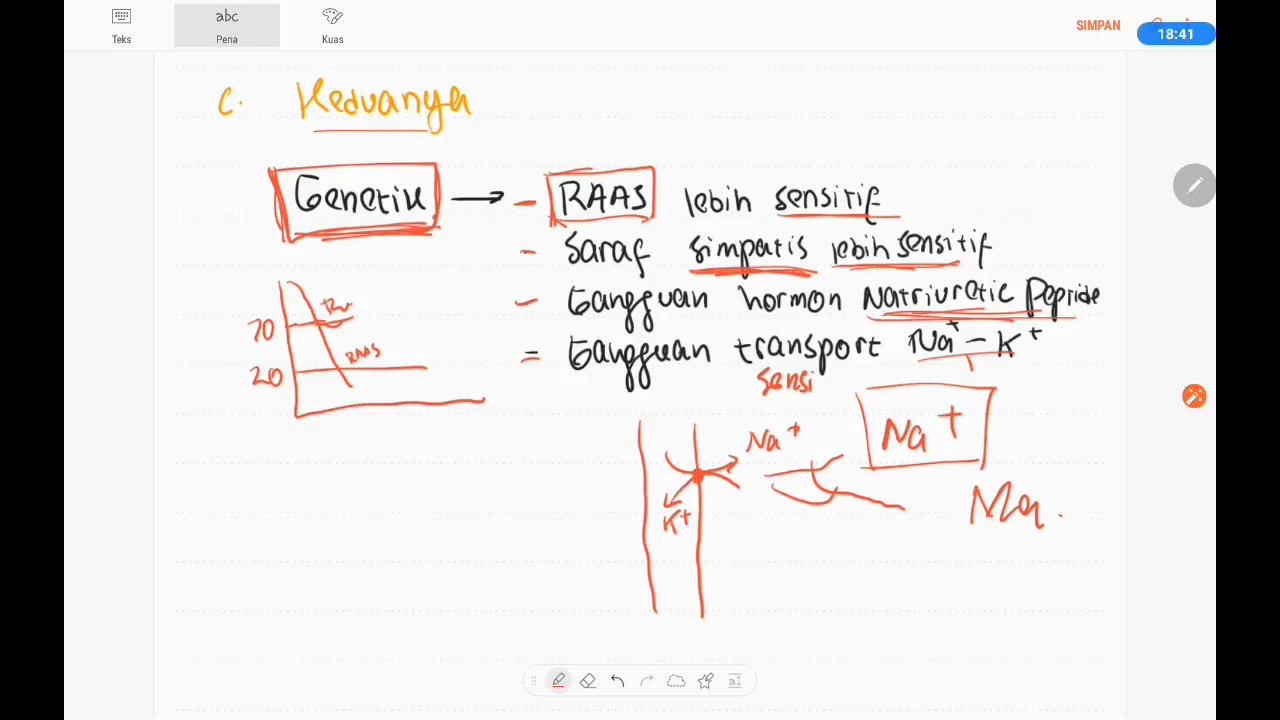 Teks
abc
Pena
Kuas
SIMPAN
18:41
C. Keduanya
Genetik → - RAAS lebih sensitif
- Saraf simpatis lebih sensitif
- Gangguan hormon Natriuretic Peptide
- Gangguan transport Na+ - K+
70
RAAS
20
sensi
Na+
Na+
K+